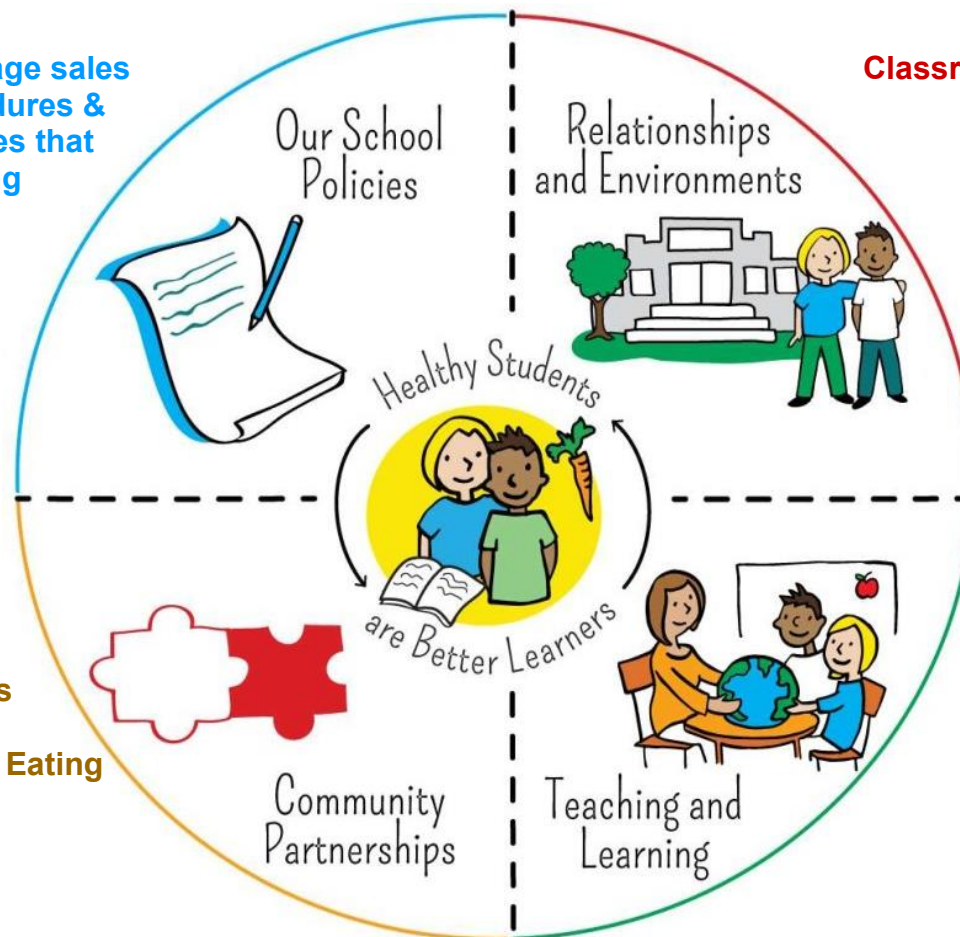 age sales
dures &
es that
g
Classr
Our School
Policies
Relationships
and Environments
Healthy Students
are Better Learners
s
Eating
Community
Partnerships
Teaching and
Learning